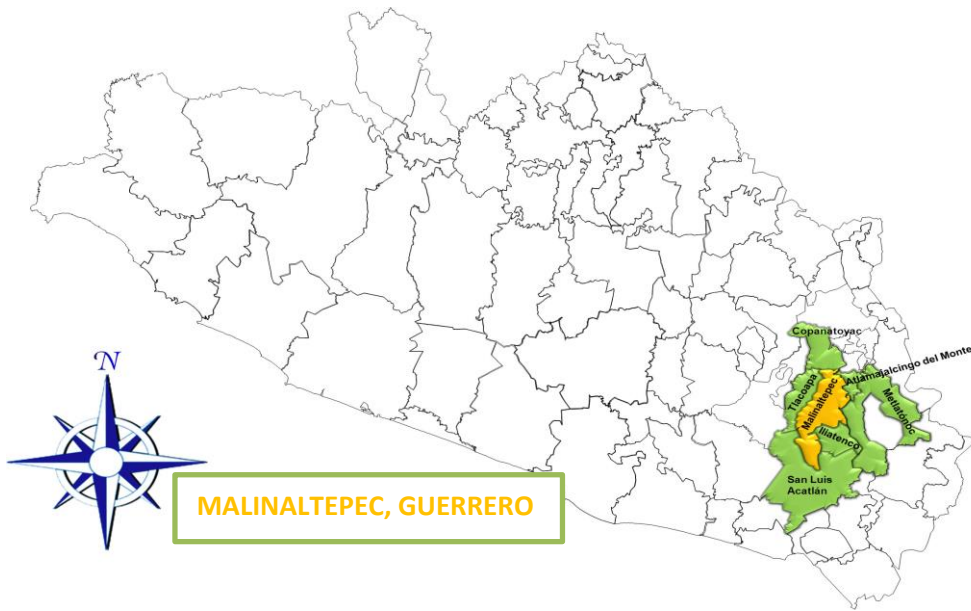 Copanatoyac
Atlamajalcingo del Monte
Tlacoapa
Malinaltepec
Metlatónoc
Iliatenco
N
San Luis
Acatlán
MALINALTEPEC, GUERRERO